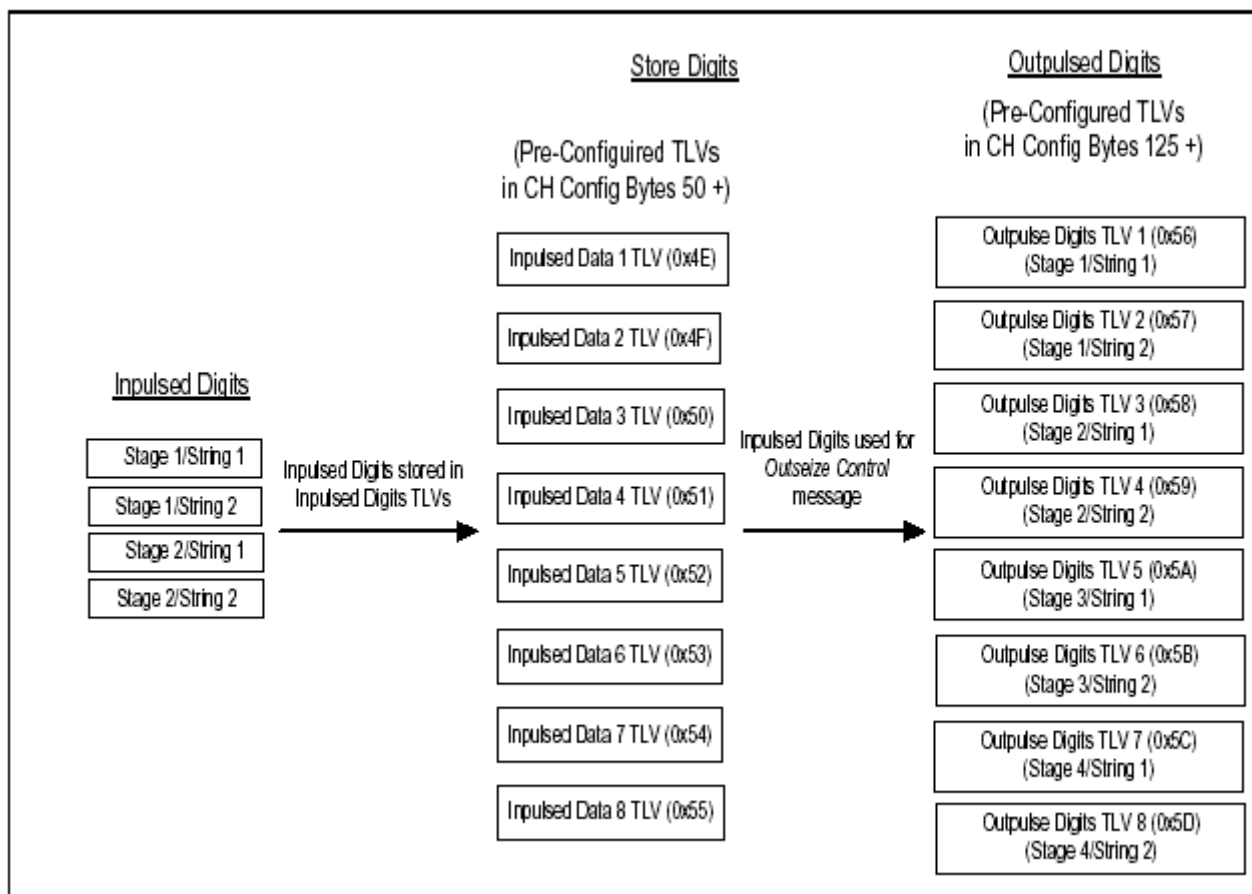 Store Digits
(Pre-Configuired TLVs
in CH Config Bytes 50 +)
Outpulsed Digits
(Pre-Configured TLVs
in CH Config Bytes 125 +)
Inpulsed Digits
Stage 1/String 1
Stage 1/String 2
Stage 2/String 1
Stage 2/String 2
Inpulsed Digits stored in
Inpulsed Digits TLVs
Inpulsed Data 1 TLV (0x4E)
Inpulsed Data 2 TLV (0x4F)
Inpulsed Data 3 TLV (0x50)
Inpulsed Data 4 TLV (0x51)
Inpulsed Data 5 TLV (0x52)
Inpulsed Data 6 TLV (0x53)
Inpulsed Data 7 TLV (0x54)
Inpulsed Data 8 TLV (0x55)
Inpulsed Digits used for
Outseize Control
message
Outpulse Digits TLV 1 (0x56)
(Stage 1/String 1)
Outpulse Digits TLV 2 (0x57)
(Stage 1/String 2)
Outpulse Digits TLV 3 (0x58)
(Stage 2/String 1)
Outpulse Digits TLV 4 (0x59)
(Stage 2/String 2)
Outpulse Digits TLV 5 (0x5A)
(Stage 3/String 1)
Outpulse Digits TLV 6 (0x5B)
(Stage 3/String 2)
Outpulse Digits TLV 7 (0x5C)
(Stage 4/String 1)
Outpulse Digits TLV 8 (0x5D)
(Stage 4/String 2)